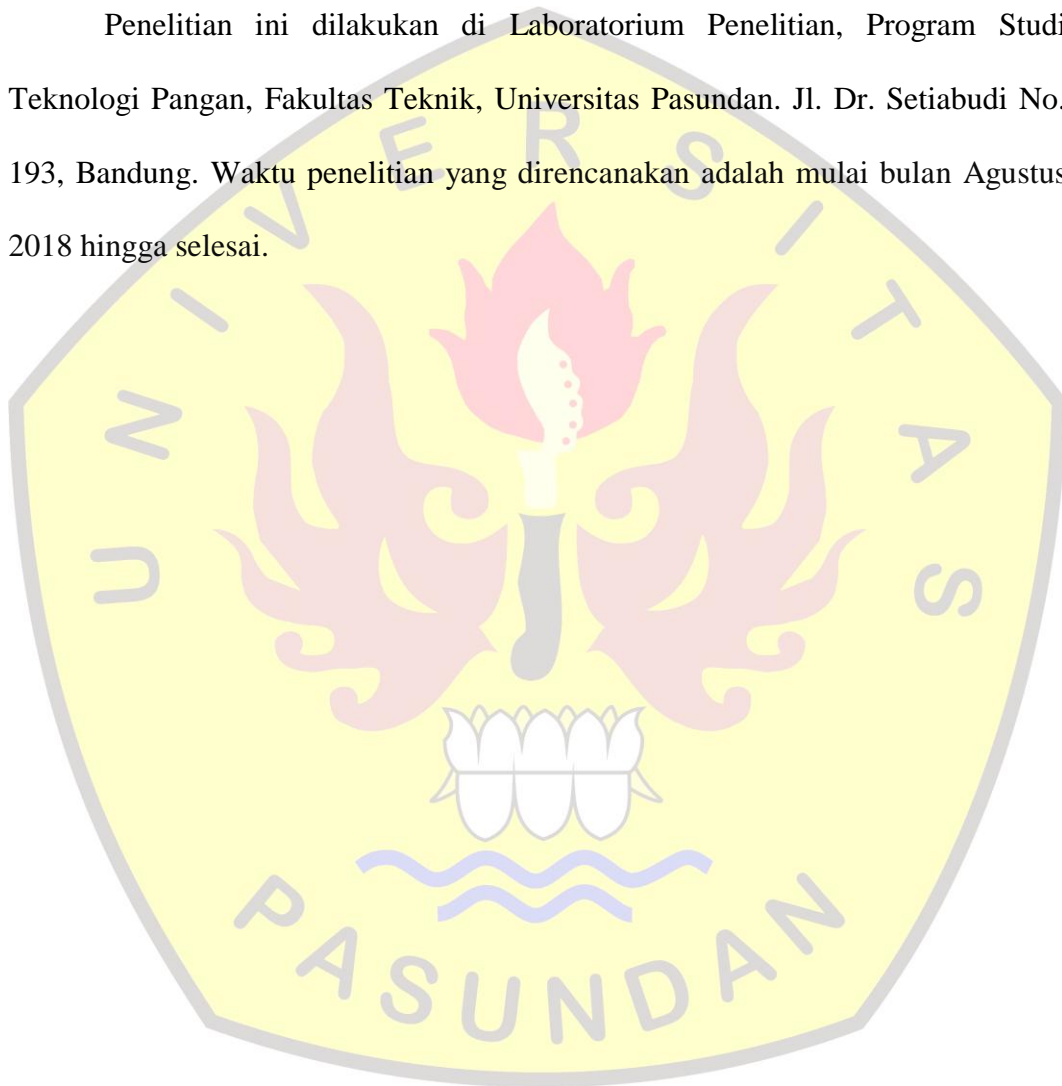 Penelitian ini dilakukan di Laboratorium Penelitian, Program Studi
Teknologi Pangan, Fakultas Teknik, Universitas Pasundan. Jl. Dr. Setiabudi No.
193, Bandung. Waktu penelitian yang direncanakan adalah mulai bulan Agustus
2018 hingga selesai.
UNIVERSITAS
PASUNDAN